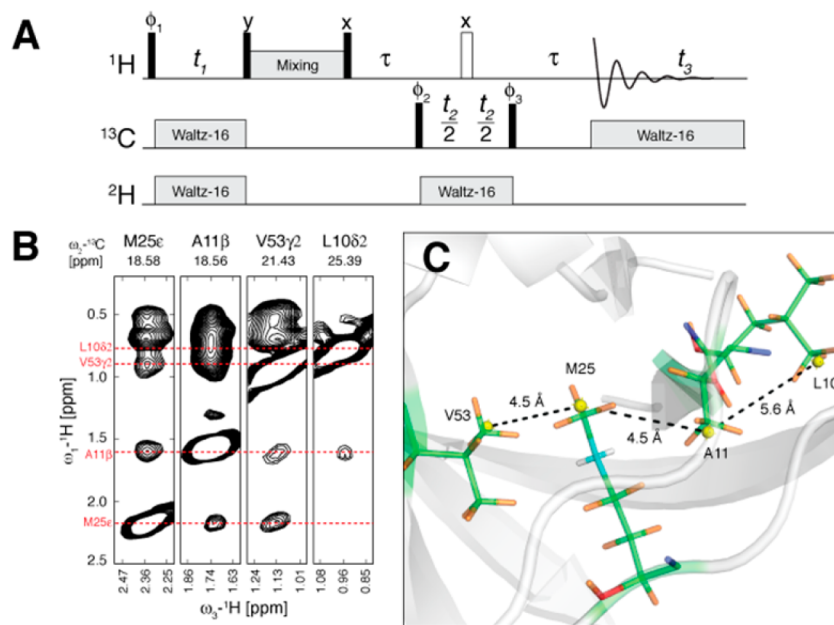 A
ϕ1 y x x
1H t1 Mixing τ τ t3
ϕ2 t2/2 t2/2 ϕ3
13C Waltz-16 Waltz-16
2H Waltz-16 Waltz-16
B
ω2-13C M25ε A11β V53γ2 L10δ2
[ppm] 18.58 18.56 21.43 25.39
0.5
L10δ2
V53γ2
1.0
1.5
A11β
2.0
M25ε
2.5
ω1-1H [ppm]
2.47 2.36 2.25 1.86 1.74 1.63 1.24 1.13 1.01 1.08 0.96 0.85
ω3-1H [ppm]
C
V53
4.5 Å
M25
4.5 Å
A11
5.6 Å
L10